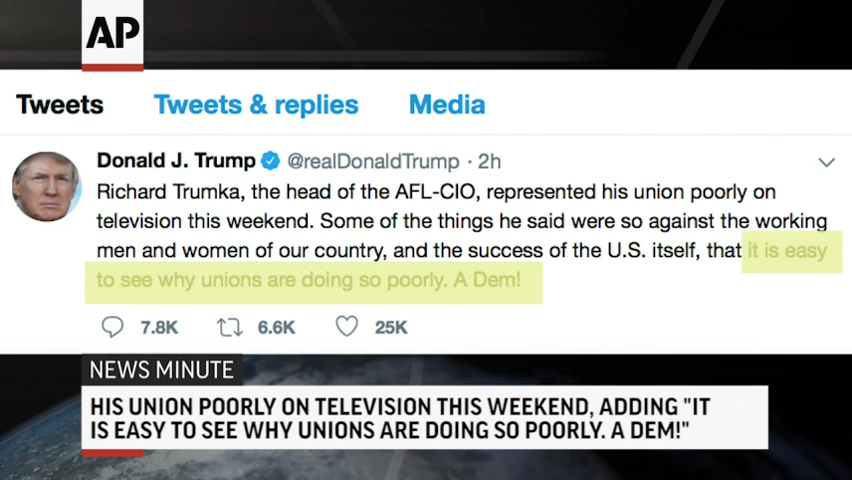 AP
Tweets Tweets & replies Media
Donald J. Trump @realDonaldTrump · 2h
Richard Trumka, the head of the AFL-CIO, represented his union poorly on
television this weekend. Some of the things he said were so against the working
men and women of our country, and the success of the U.S. itself, that it is easy
to see why unions are doing so poorly. A Dem!
7.8K 6.6K 25K
NEWS MINUTE
HIS UNION POORLY ON TELEVISION THIS WEEKEND, ADDING "IT
IS EASY TO SEE WHY UNIONS ARE DOING SO POORLY. A DEM!"